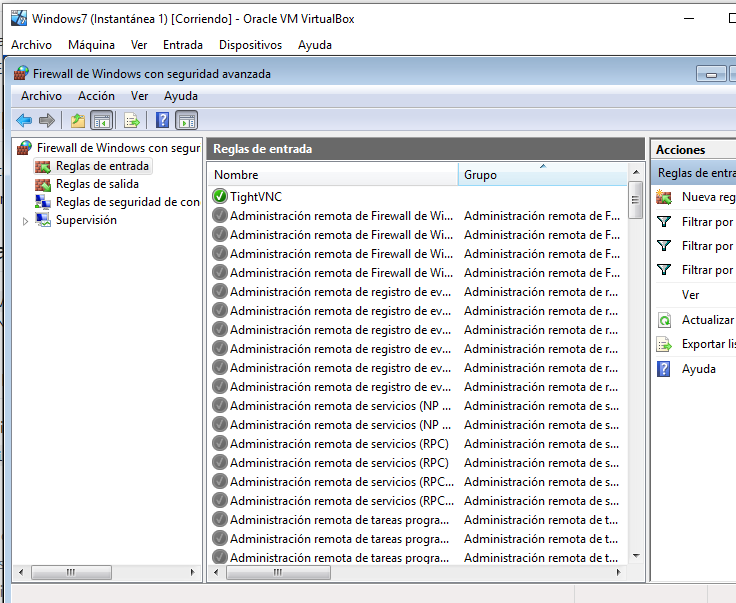 Windows7 (Instantánea 1) [Corriendo] - Oracle VM VirtualBox
Archivo Máquina Ver Entrada Dispositivos Ayuda
Firewall de Windows con seguridad avanzada
Archivo Acción Ver Ayuda
Firewall de Windows con segur
Reglas de entrada
Reglas de salida
Reglas de seguridad de con
Supervisión
Reglas de entrada
Nombre Grupo
TightVNC
Administración remota de Firewall de Wi... Administración remota de F...
Administración remota de Firewall de Wi... Administración remota de F...
Administración remota de Firewall de Wi... Administración remota de F...
Administración remota de Firewall de Wi... Administración remota de F...
Administración remota de registro de ev... Administración remota de r...
Administración remota de registro de ev... Administración remota de r...
Administración remota de registro de ev... Administración remota de r...
Administración remota de registro de ev... Administración remota de r...
Administración remota de registro de ev... Administración remota de r...
Administración remota de registro de ev... Administración remota de r...
Administración remota de servicios (NP ... Administración remota de s...
Administración remota de servicios (NP ... Administración remota de s...
Administración remota de servicios (RPC) Administración remota de s...
Administración remota de servicios (RPC) Administración remota de s...
Administración remota de servicios (RPC... Administración remota de s...
Administración remota de servicios (RPC... Administración remota de s...
Administración remota de tareas progra... Administración remota de t...
Administración remota de tareas progra... Administración remota de t...
Administración remota de tareas progra... Administración remota de t...
Acciones
Reglas de entra
Nueva reg
Filtrar por
Filtrar por
Filtrar por
Ver
Actualizar
Exportar lis
Ayuda